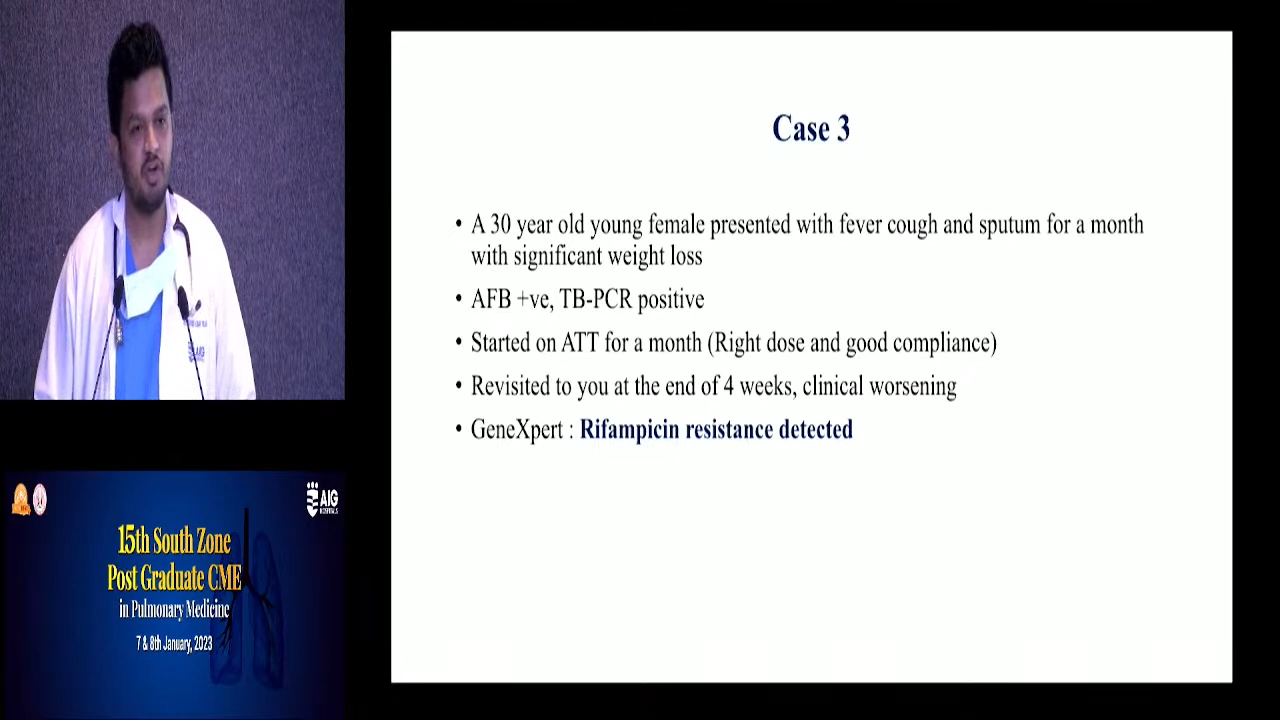 Case 3
• A 30 year old young female presented with fever cough and sputum for a month
with significant weight loss
• AFB +ve, TB-PCR positive
• Started on ATT for a month (Right dose and good compliance)
• Revisited to you at the end of 4 weeks, clinical worsening
• GeneXpert : Rifampicin resistance detected
AIG
AIG
HOSPITALS
15th South Zone
Post Graduate CME
in Pulmonary Medicine
7 & 8th January, 2023